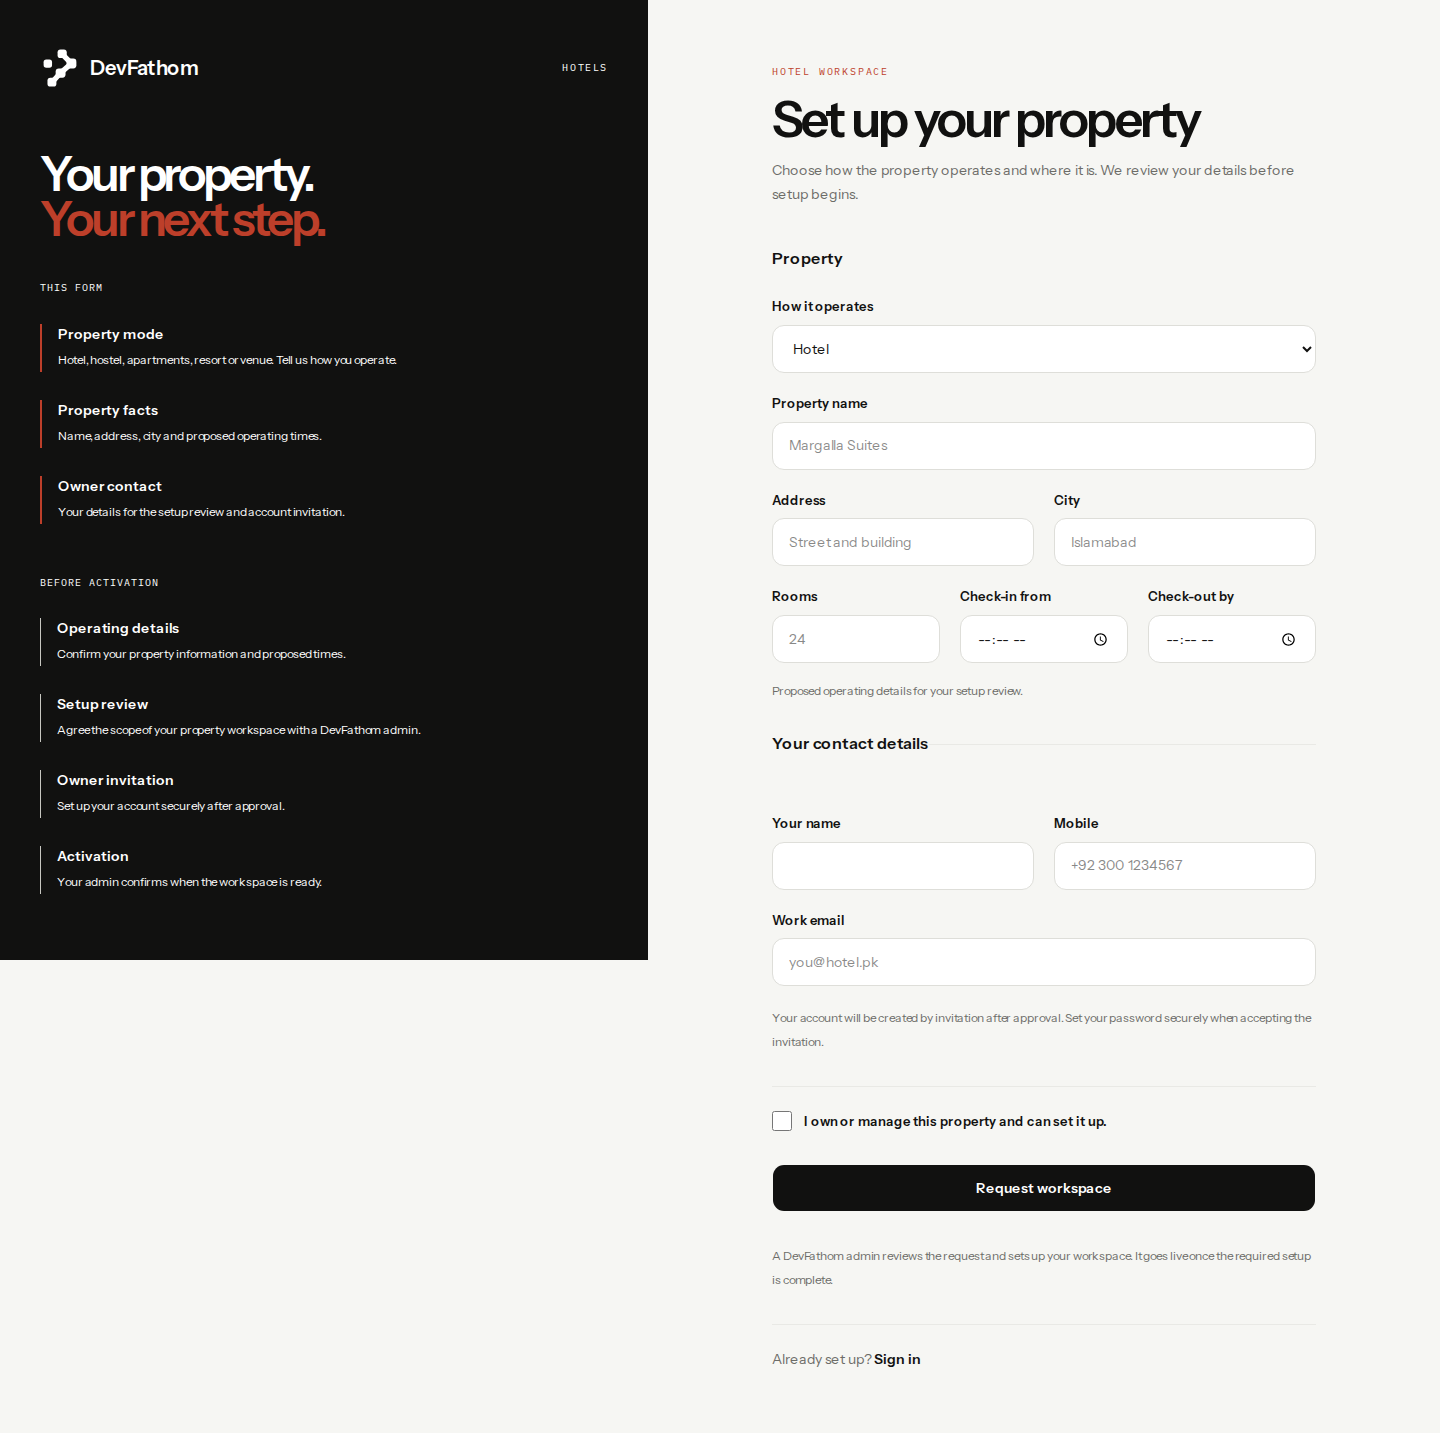 DevFathom
HOTELS
Your property.
Your next step.
THIS FORM
Property mode
Hotel, hostel, apartments, resort or venue. Tell us how you operate.
Property facts
Name, address, city and proposed operating times.
Owner contact
Your details for the setup review and account invitation.
BEFORE ACTIVATION
Operating details
Confirm your property information and proposed times.
Setup review
Agree the scope of your property workspace with a DevFathom admin.
Owner invitation
Set up your account securely after approval.
Activation
Your admin confirms when the workspace is ready.
HOTEL WORKSPACE
Set up your property
Choose how the property operates and where it is. We review your details before
setup begins.
Property
How it operates
Hotel
Property name
Margalla Suites
Address City
Street and building Islamabad
Rooms Check-in from Check-out by
24 --:-- -- --:-- --
Proposed operating details for your setup review.
Your contact details
Your name Mobile
+92 300 1234567
Work email
you@hotel.pk
Your account will be created by invitation after approval. Set your password securely when accepting the
invitation.
I own or manage this property and can set it up.
Request workspace
A DevFathom admin reviews the request and sets up your workspace. It goes live once the required setup
is complete.
Already set up? Sign in